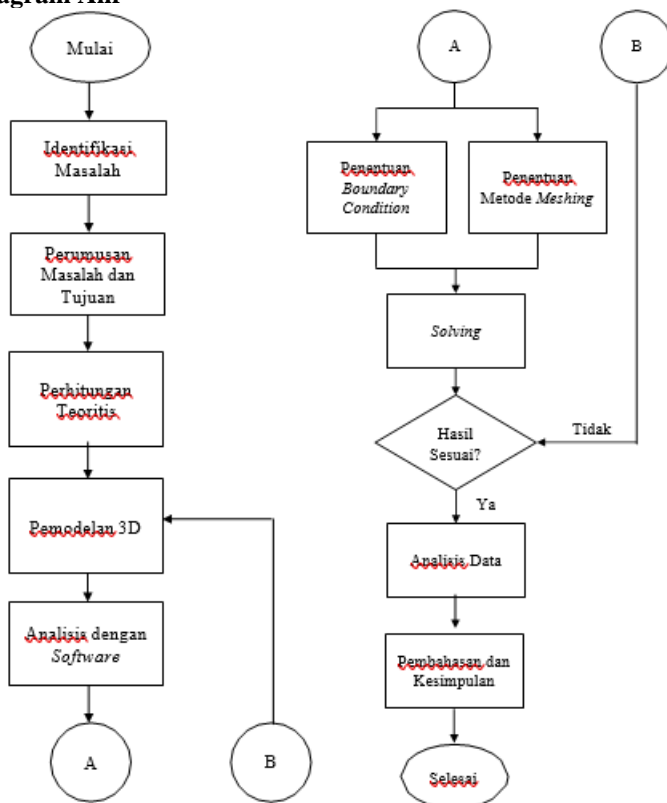 Mulai
Identifikasi
Masalah
Perumusan
Masalah dan
Tujuan
Perhitungan
Teoritis
Pemodelan 3D
Analisis dengan
Software
A
B
A
B
Penentuan
Boundary
Condition
Penentuan
Metode Meshing
Solving
Hasil
Sesuai?
Tidak
Ya
Analisis Data
Pembahasan dan
Kesimpulan
Selesai